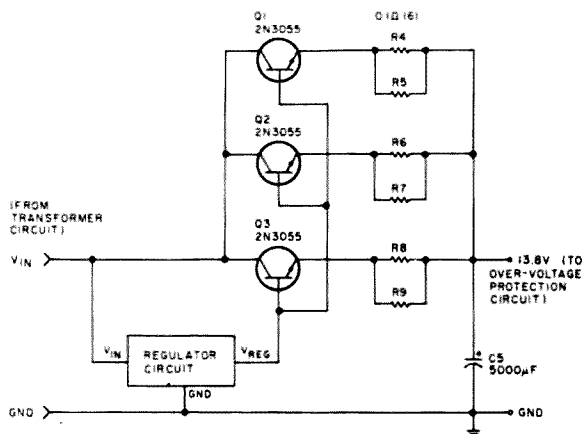 Q1
2N3055
0.1Ω (6)
R4
R5
Q2
2N3055
R6
R7
(FROM
TRANSFORMER
CIRCUIT)
Q3
2N3055
R8
VIN
13.8V (TO
OVER-VOLTAGE
PROTECTION
CIRCUIT)
R9
VIN
REGULATOR
CIRCUIT
VREG
GND
C5
5000µF
+
GND
GND